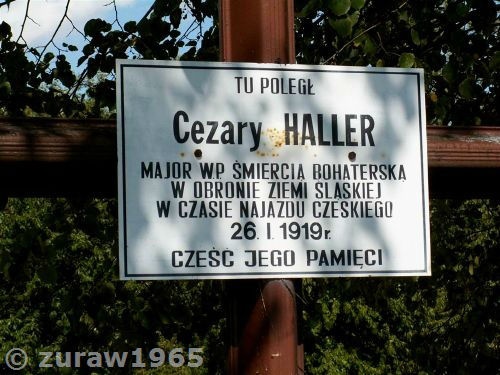 TU POLEGŁ
Cezary HALLER
MAJOR WP ŚMIERCIĄ BOHATERSKĄ
W OBRONIE ZIEMI ŚLĄSKIEJ
W CZASIE NAJAZDU CZESKIEGO
26. I. 1919r.
CZEŚĆ JEGO PAMIĘCI
© zuraw1965